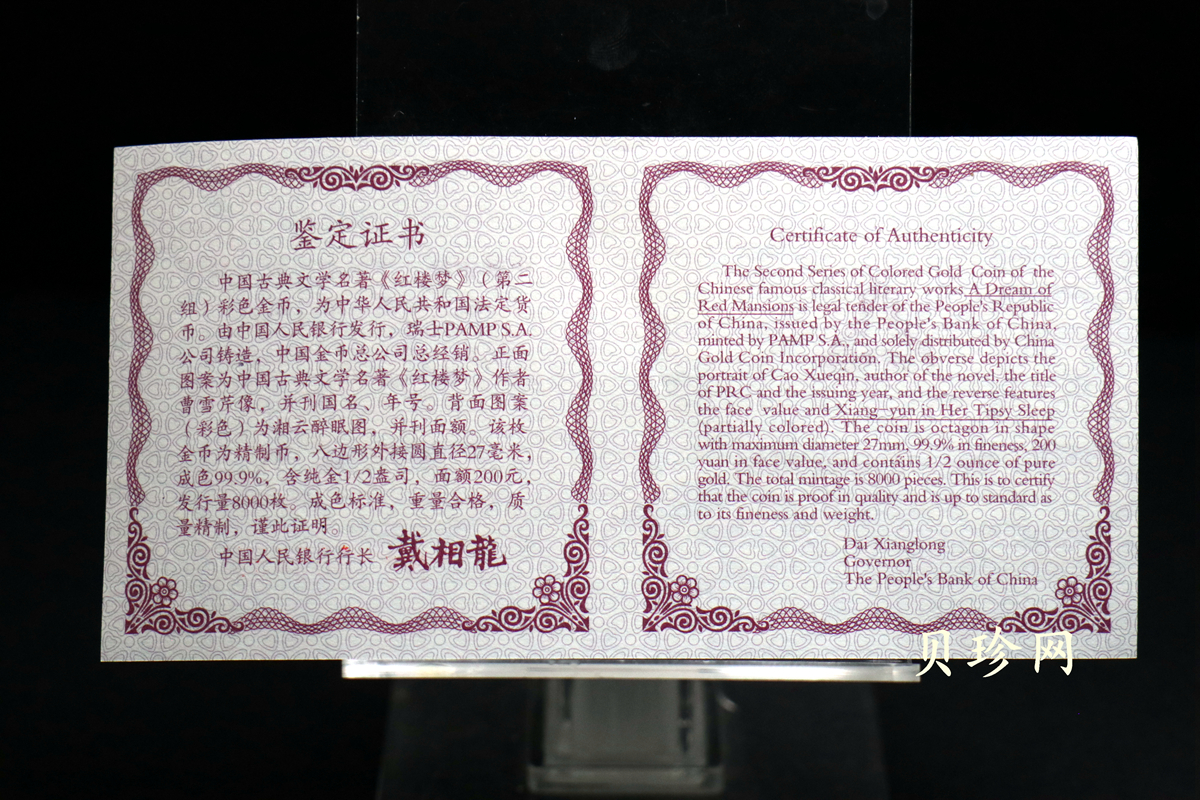 鉴定证书
中国古典文学名著《红楼梦》（第二
组）彩色金币，为中华人民共和国法定货
币。由中国人民银行发行，瑞士PAMP S.A.
公司铸造，中国金币总公司总经销。正面
图案为中国古典文学名著《红楼梦》作者
曹雪芹像，并刊国名、年号。背面图案
（彩色）为湘云醉眠图，并刊面额。该枚
金币为精制币，八边形外接圆直径27毫米，
成色99.9%，含纯金1/2盎司，面额200元，
发行量8000枚。成色标准，重量合格，质
量精制，谨此证明。
中国人民银行行长 戴相龍
Certificate of Authenticity
The Second Series of Colored Gold Coin of the
Chinese famous classical literary works A Dream of
Red Mansions is legal tender of the People's Republic
of China, issued by the People's Bank of China,
minted by PAMP S.A., and solely distributed by China
Gold Coin Incorporation. The obverse depicts the
portrait of Cao Xueqin, author of the novel, the title
of PRC and the issuing year, and the reverse features
the face value and Xiang-yun in Her Tipsy Sleep
(partially colored). The coin is octagon in shape
with maximum diameter 27mm, 99.9% in fineness, 200
yuan in face value, and contains 1/2 ounce of pure
gold. The total mintage is 8000 pieces. This is to certify
that the coin is proof in quality and is up to standard as
to its fineness and weight.
Dai Xianglong
Governor
The People's Bank of China
贝珍网